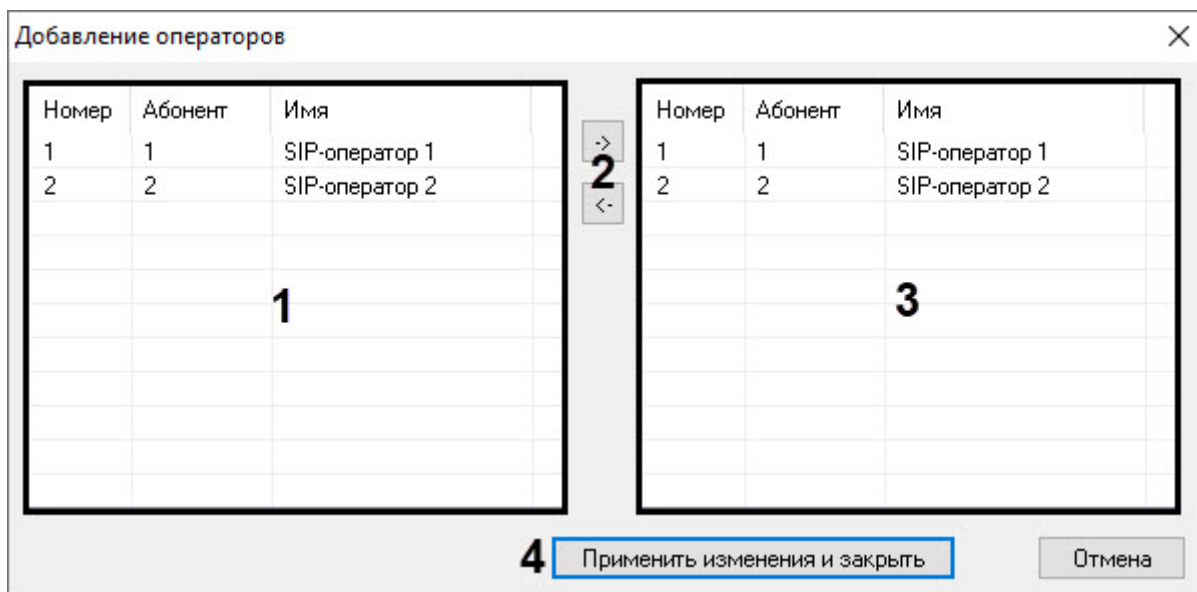 Добавление операторов
Номер Абонент Имя
1 1 SIP-оператор 1
2 2 SIP-оператор 2
1
->
2
<-
Номер Абонент Имя
1 1 SIP-оператор 1
2 2 SIP-оператор 2
3
4 Применить изменения и закрыть Отмена